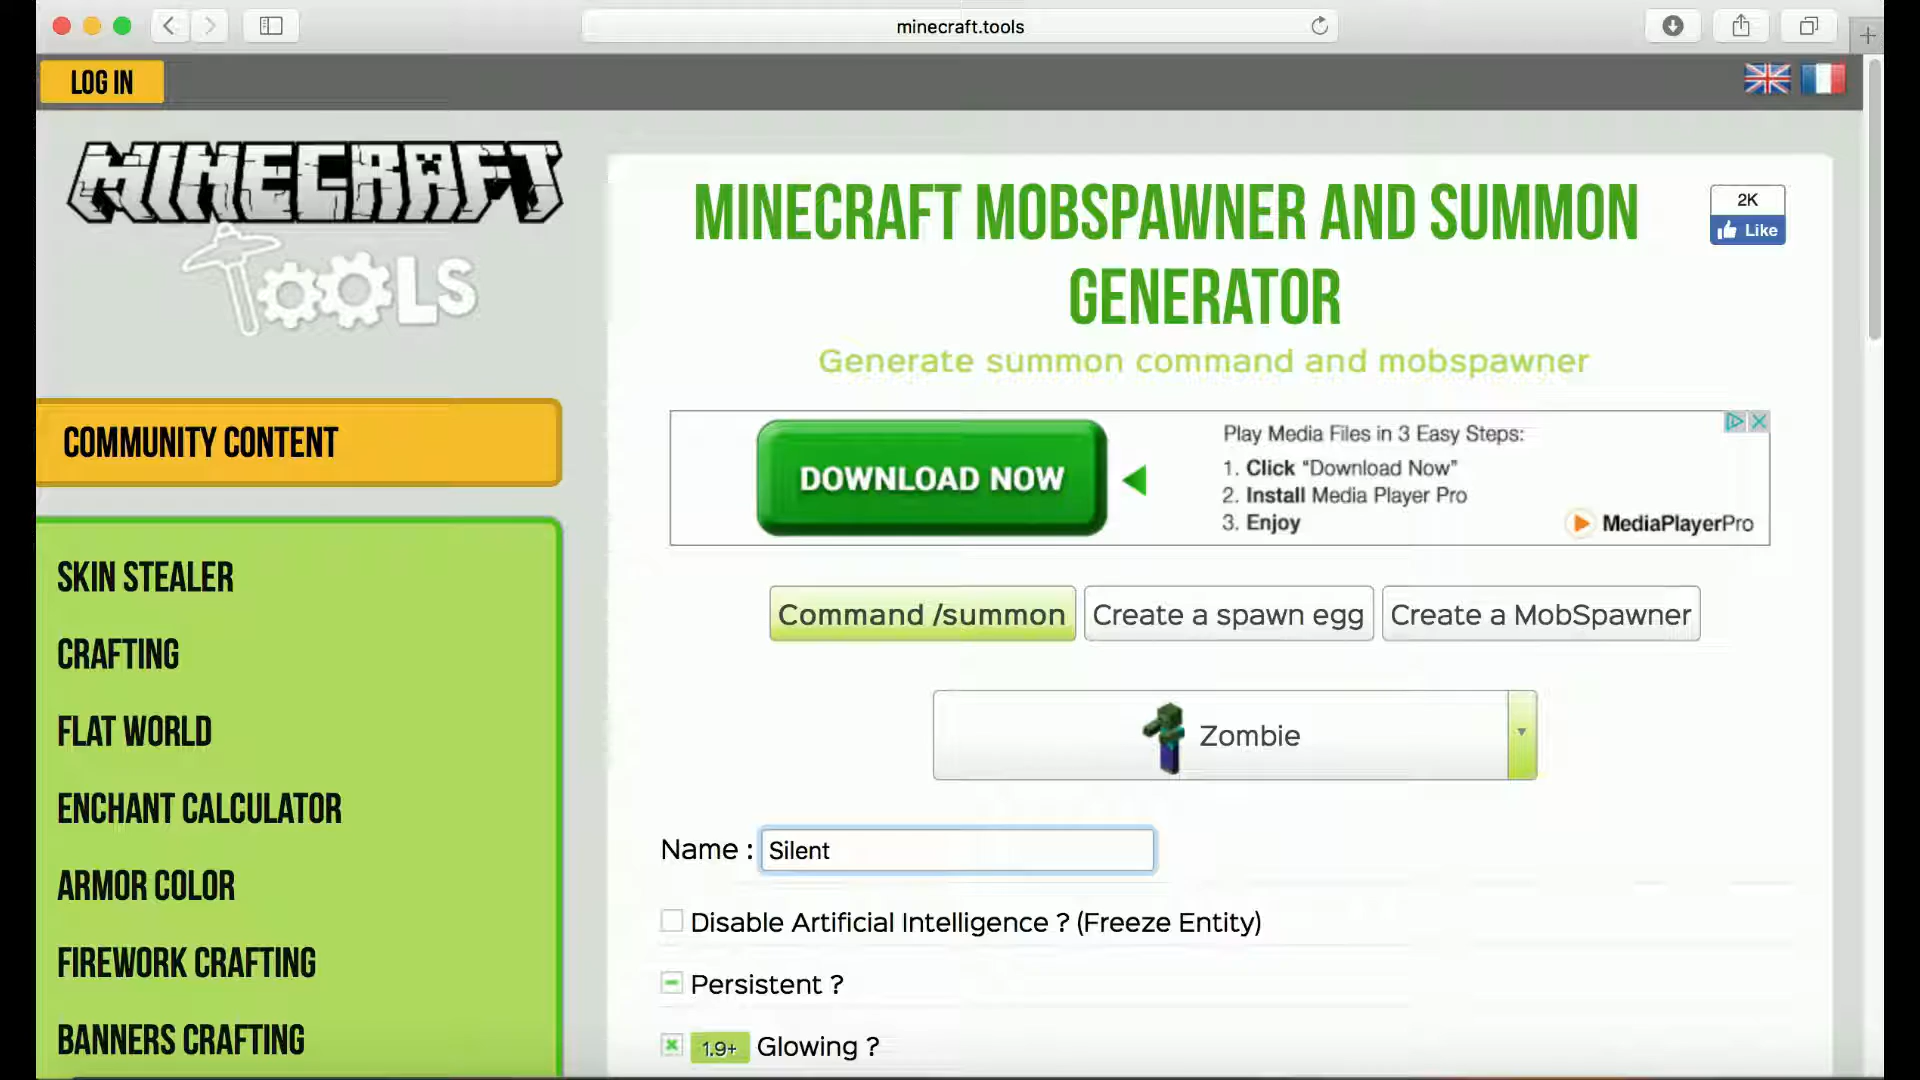 minecraft.tools
LOG IN
MINECRAFT
TOOLS
COMMUNITY CONTENT
SKIN STEALER
CRAFTING
FLAT WORLD
ENCHANT CALCULATOR
ARMOR COLOR
FIREWORK CRAFTING
BANNERS CRAFTING
MINECRAFT MOBSPAWNER AND SUMMON
GENERATOR
2K
Like
Generate summon command and mobspawner
DOWNLOAD NOW
Play Media Files in 3 Easy Steps:
1. Click “Download Now”
2. Install Media Player Pro
3. Enjoy
MediaPlayerPro
Command /summon Create a spawn egg Create a MobSpawner
Zombie
Name : Silent
Disable Artificial Intelligence ? (Freeze Entity)
Persistent ?
1.9+ Glowing ?